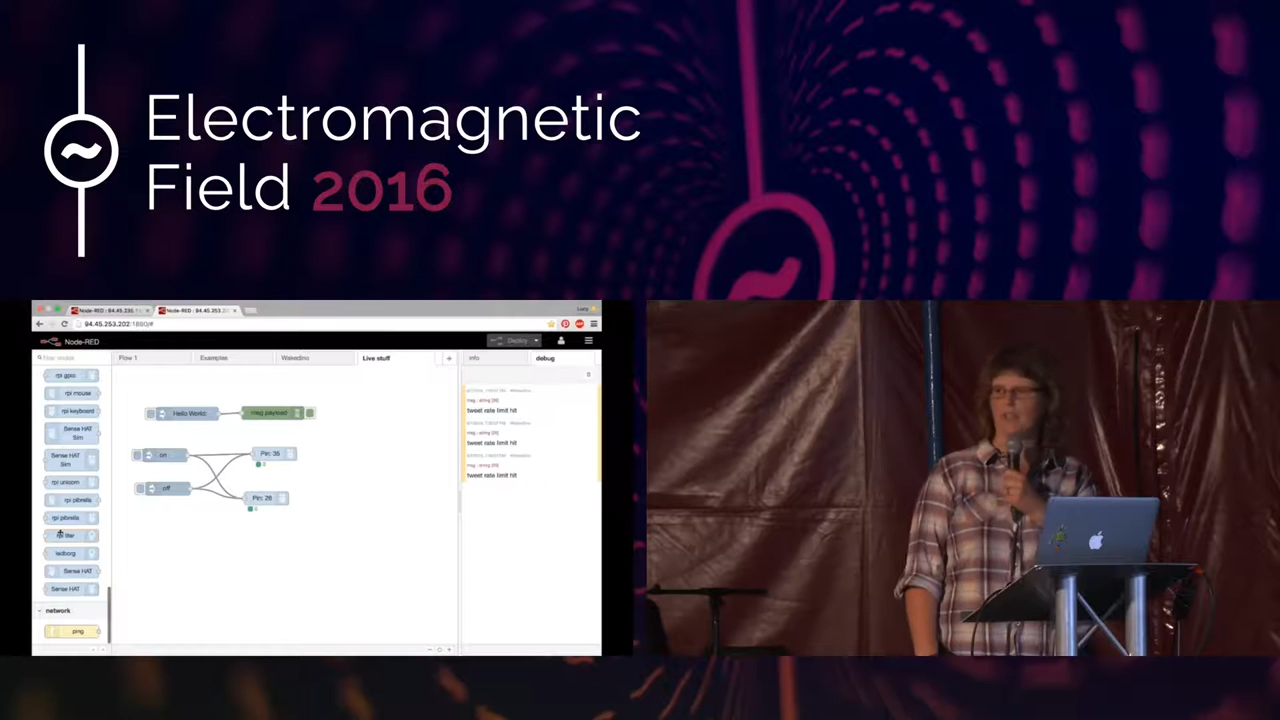 Electromagnetic
Field 2016
Node-RED
Deploy
Flow 1
Examples
Wakedino
Live stuff
info
debug
rpi gpio
rpi mouse
rpi keyboard
Sense HAT
Sim
Sense HAT
Sim
rpi unicorn
rpi pibrella
rpi pibrella
ledborg
Sense HAT
Sense HAT
network
ping
Hello World
msg.payload
on
off
Pin: 36
tweet rate limit hit
tweet rate limit hit
tweet rate limit hit